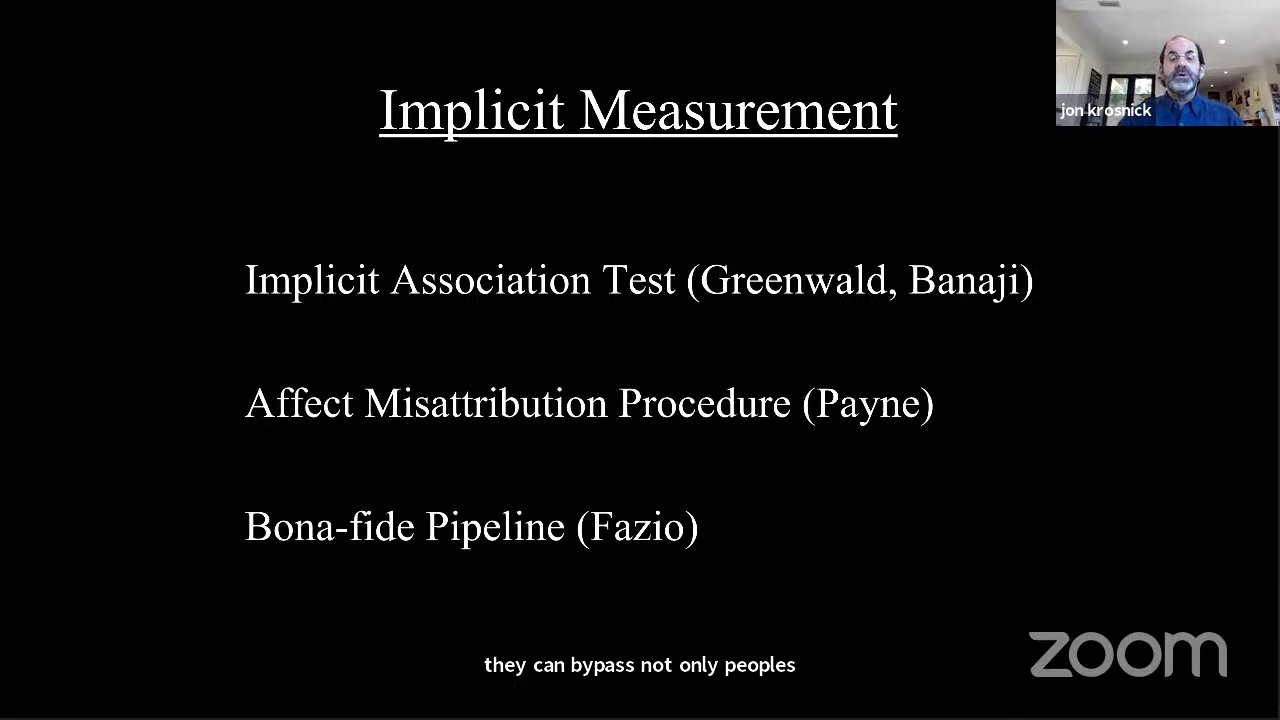 Implicit Measurement
jon krosnick
Implicit Association Test (Greenwald, Banaji)
Affect Misattribution Procedure (Payne)
Bona-fide Pipeline (Fazio)
they can bypass not only peoples
zoom